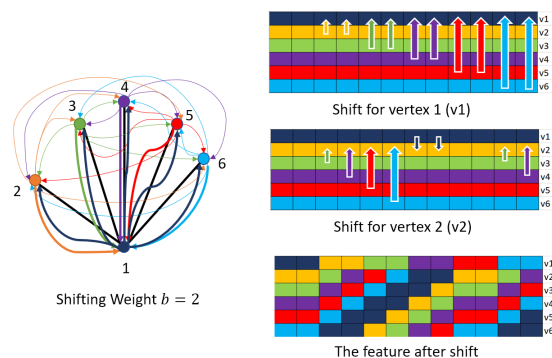 4
3
5
6
2
1
Shifting Weight b = 2
v1
v2
v3
v4
v5
v6
Shift for vertex 1 (v1)
v1
v2
v3
v4
v5
v6
Shift for vertex 2 (v2)
v1
v2
v3
v4
v5
v6
The feature after shift